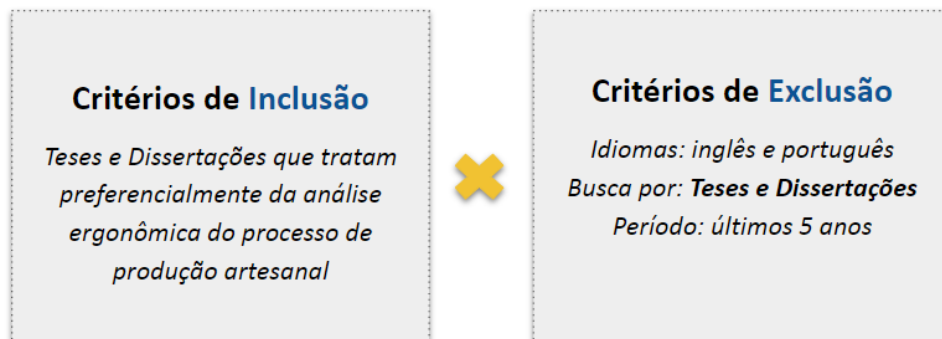 Critérios de Inclusão
Teses e Dissertações que tratam
preferencialmente da análise
ergonômica do processo de
produção artesanal
Critérios de Exclusão
Idiomas: inglês e português
Busca por: Teses e Dissertações
Período: últimos 5 anos